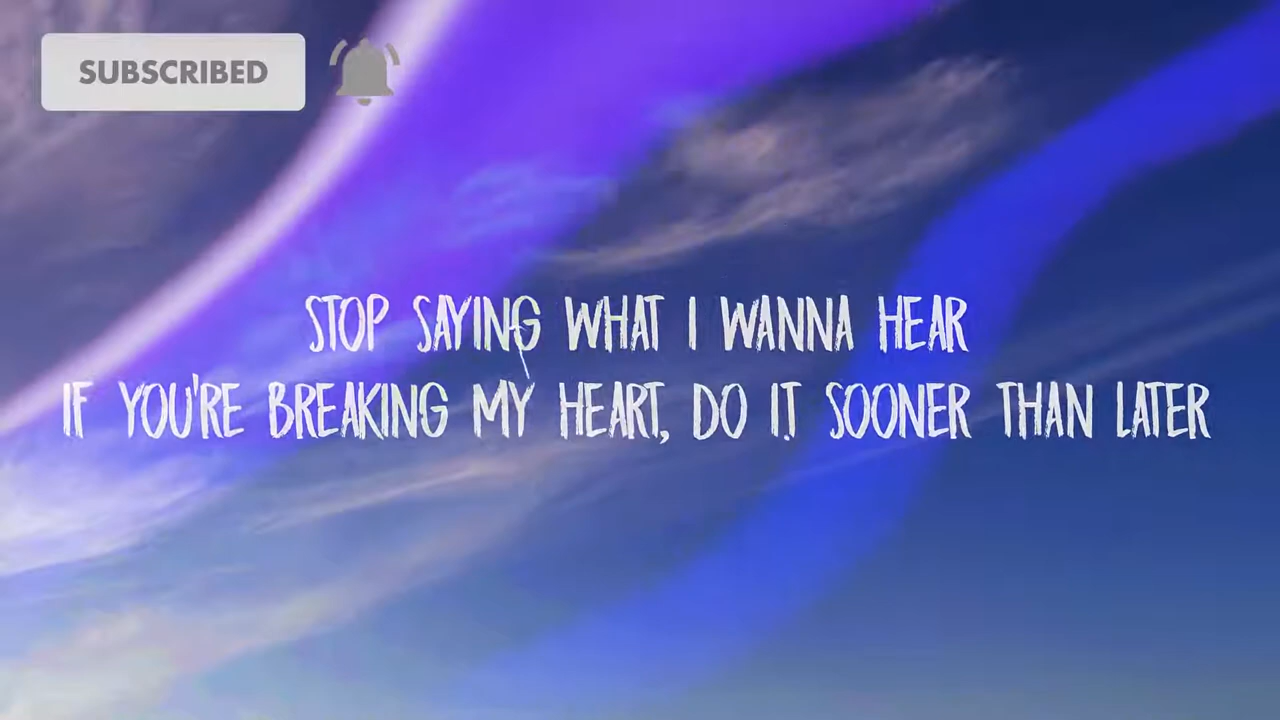 SUBSCRIBED
STOP SAYING WHAT I WANNA HEAR
IF YOU'RE BREAKING MY HEART, DO IT SOONER THAN LATER